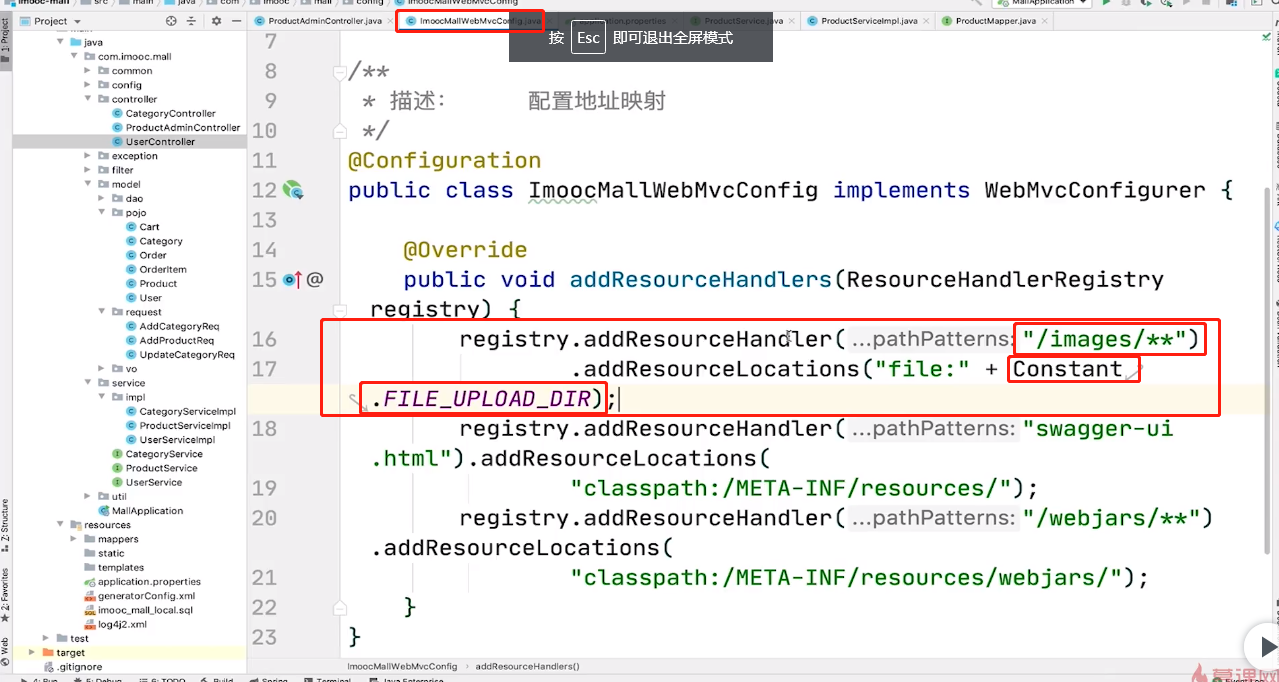 imooc-mall src main java com imooc mall config ImoocMallWebMvcConfig MallApplication
Project
ProductAdminController.java ImoocMallWebMvcConfig.java application.properties ProductService.java ProductServiceImpl.java ProductMapper.java
按 Esc 即可退出全屏模式
1: Project
java
com.imooc.mall
common
config
controller
CategoryController
ProductAdminController
UserController
exception
filter
model
dao
pojo
Cart
Category
Order
OrderItem
Product
User
request
AddCategoryReq
AddProductReq
UpdateCategoryReq
vo
service
impl
CategoryServiceImpl
ProductServiceImpl
UserServiceImpl
CategoryService
ProductService
UserService
util
MallApplication
resources
mappers
static
templates
application.properties
generatorConfig.xml
imooc_mall_local.sql
log4j2.xml
test
target
.gitignore
Z: Structure
2: Favorites
Web
7
8 /**
9 * 描述： 配置地址映射
10 */
11 @Configuration
12 public class ImoocMallWebMvcConfig implements WebMvcConfigurer {
13
14 @Override
15 @ public void addResourceHandlers(ResourceHandlerRegistry
registry) {
16 registry.addResourceHandler( ...pathPatterns: "/images/**")
17 .addResourceLocations("file:" + Constant
.FILE_UPLOAD_DIR);
18 registry.addResourceHandler( ...pathPatterns: "swagger-ui
.html").addResourceLocations(
19 "classpath:/META-INF/resources/");
20 registry.addResourceHandler( ...pathPatterns: "/webjars/**")
.addResourceLocations(
21 "classpath:/META-INF/resources/webjars/");
22 }
23 }
ImoocMallWebMvcConfig › addResourceHandlers()
4: Run 5: Debug 6: TODO Build Spring Terminal Java Enterprise Event Log